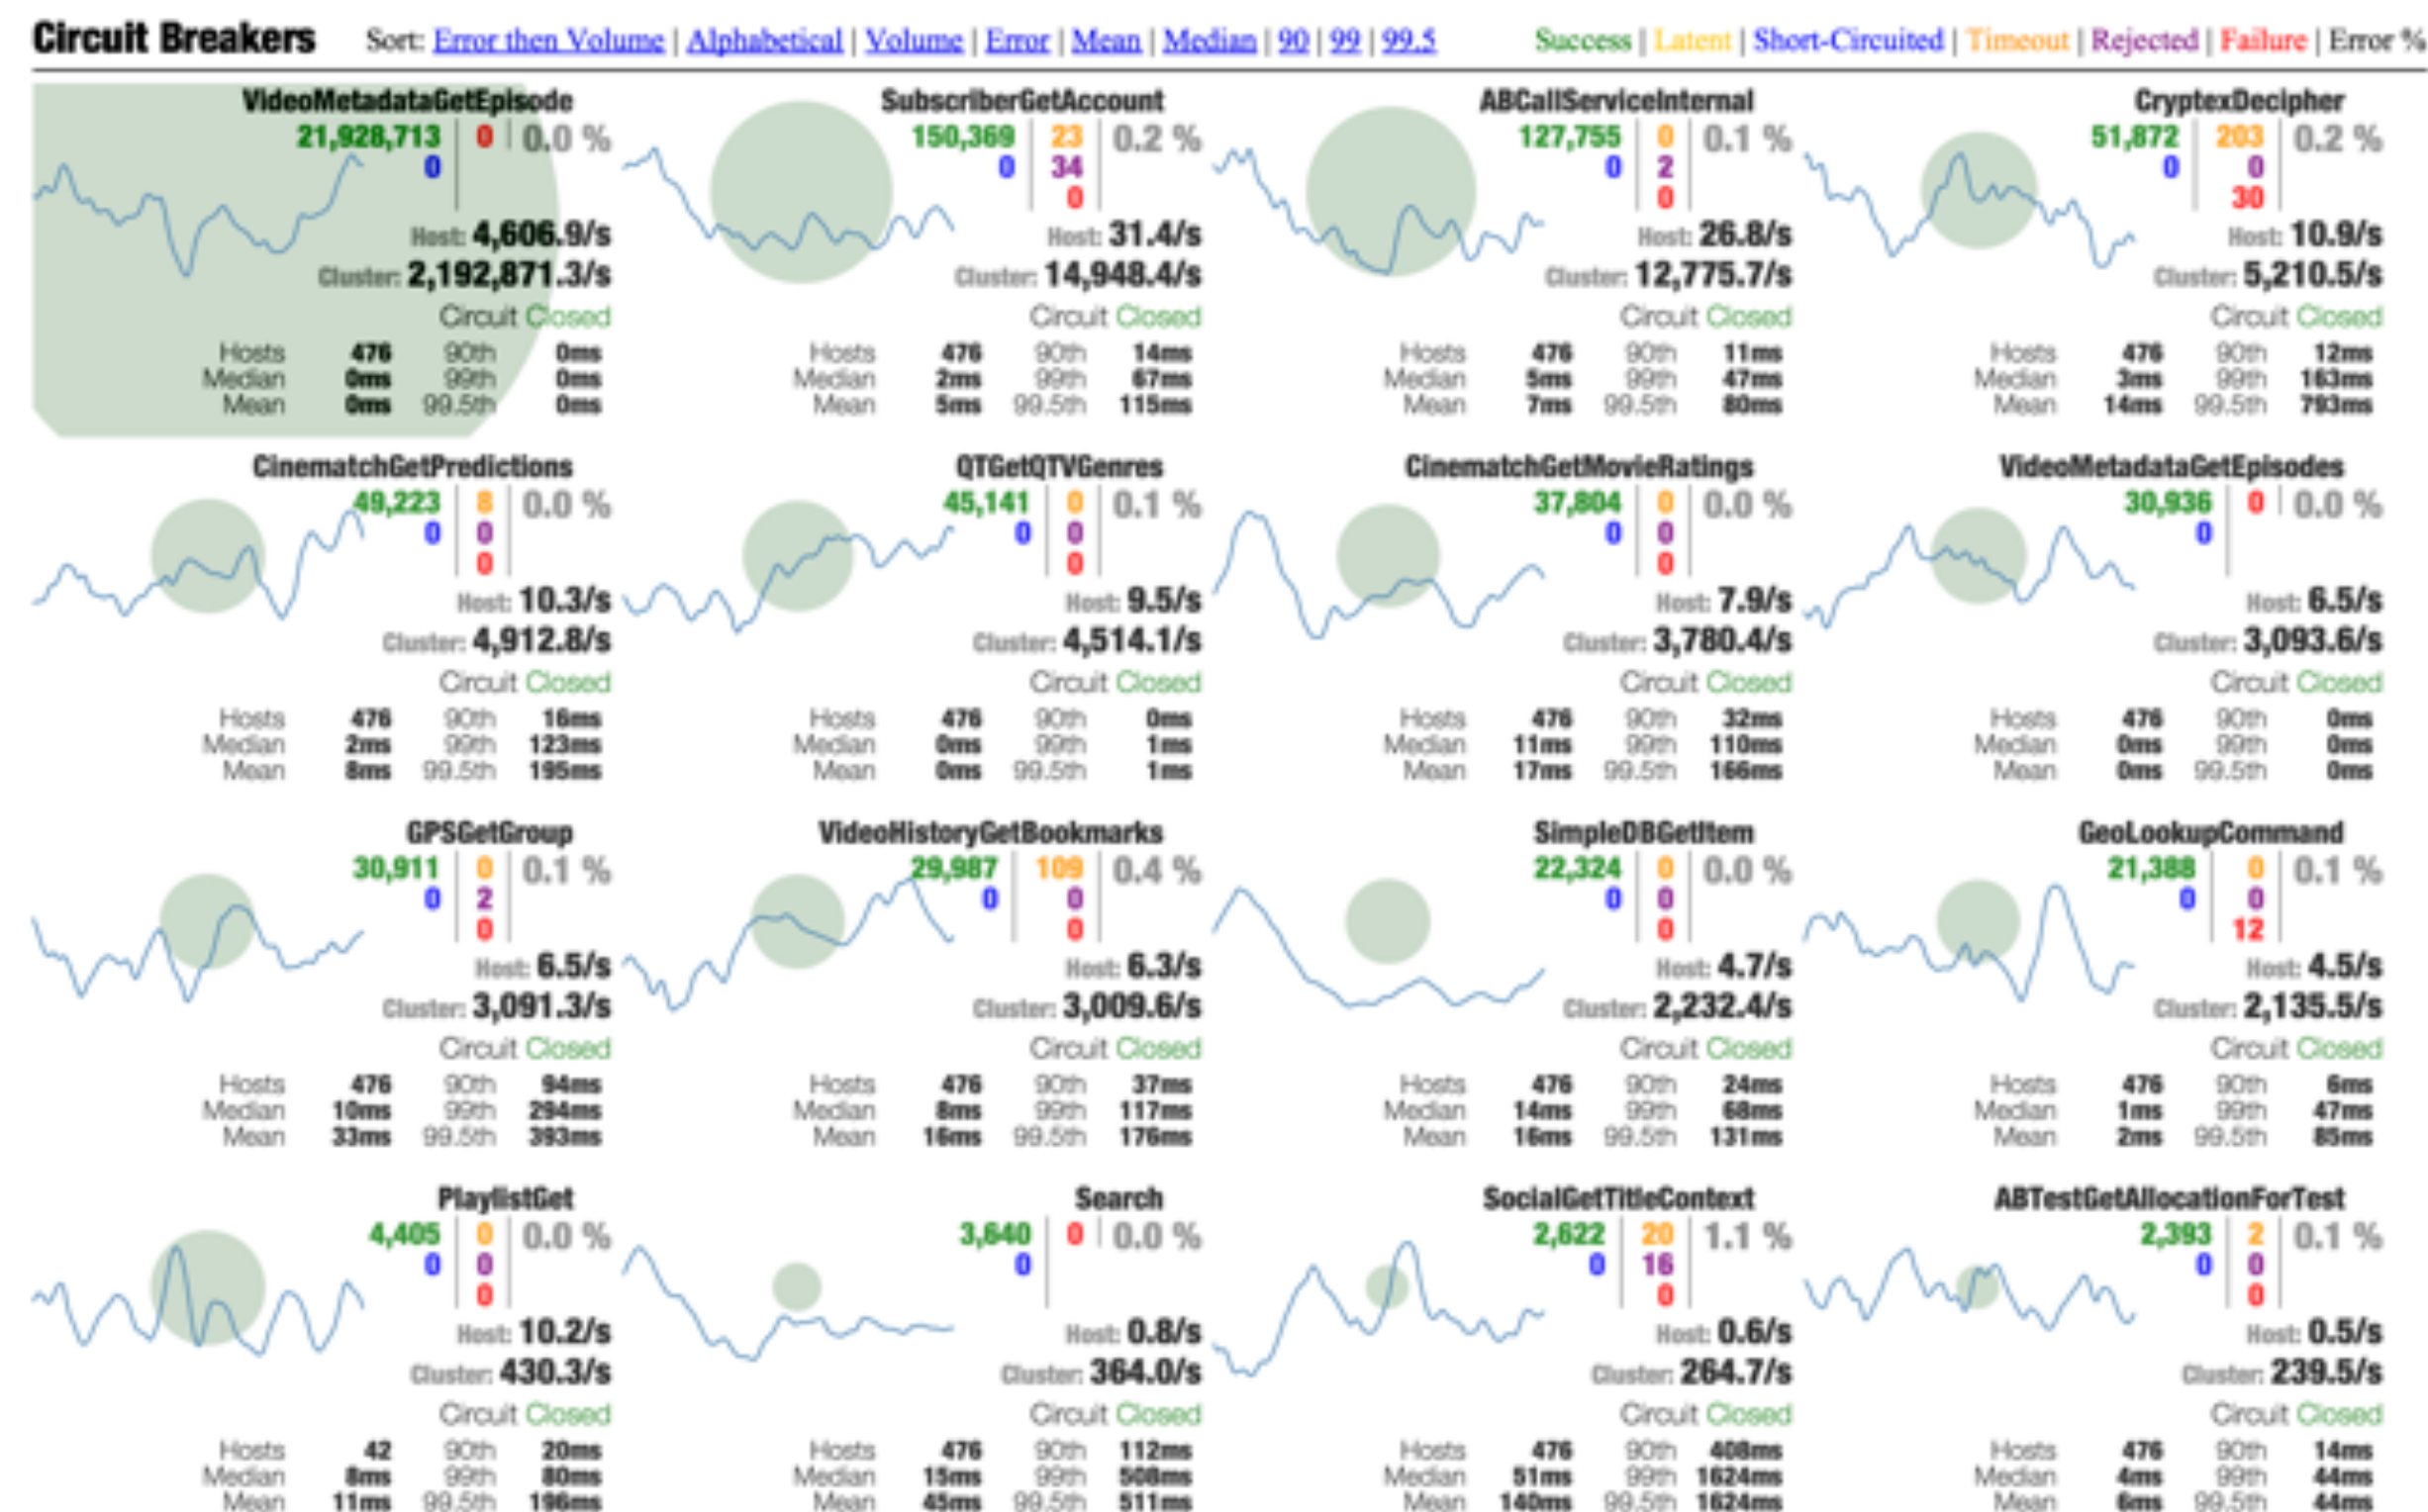 Circuit Breakers Sort: Error then Volume | Alphabetical | Volume | Error | Mean | Median | 90 | 99 | 99.5 Success | Latent | Short-Circuited | Timeout | Rejected | Failure | Error %
VideoMetadataGetEpisode
21,928,713 0 0.0 %
0
Host: 4,606.9/s
Cluster: 2,192,871.3/s
Circuit Closed
Hosts 476 90th 0ms
Median 0ms 99th 0ms
Mean 0ms 99.5th 0ms
SubscriberGetAccount
150,369 23 0.2 %
0 34
0
Host: 31.4/s
Cluster: 14,948.4/s
Circuit Closed
Hosts 476 90th 14ms
Median 2ms 99th 67ms
Mean 5ms 99.5th 115ms
ABCallServiceInternal
127,755 0 0.1 %
0 2
0
Host: 26.8/s
Cluster: 12,775.7/s
Circuit Closed
Hosts 476 90th 11ms
Median 5ms 99th 47ms
Mean 7ms 99.5th 80ms
CryptexDecipher
51,872 203 0.2 %
0 0
30
Host: 10.9/s
Cluster: 5,210.5/s
Circuit Closed
Hosts 476 90th 12ms
Median 3ms 99th 163ms
Mean 14ms 99.5th 793ms
CinematchGetPredictions
49,223 8 0.0 %
0 0
0
Host: 10.3/s
Cluster: 4,912.8/s
Circuit Closed
Hosts 476 90th 16ms
Median 2ms 99th 123ms
Mean 8ms 99.5th 195ms
QTGetQTVGenres
45,141 0 0.1 %
0 0
0
Host: 9.5/s
Cluster: 4,514.1/s
Circuit Closed
Hosts 476 90th 0ms
Median 0ms 99th 1ms
Mean 0ms 99.5th 1ms
CinematchGetMovieRatings
37,804 0 0.0 %
0 0
0
Host: 7.9/s
Cluster: 3,780.4/s
Circuit Closed
Hosts 476 90th 32ms
Median 11ms 99th 110ms
Mean 17ms 99.5th 166ms
VideoMetadataGetEpisodes
30,936 0 0.0 %
0
Host: 6.5/s
Cluster: 3,093.6/s
Circuit Closed
Hosts 476 90th 0ms
Median 0ms 99th 0ms
Mean 0ms 99.5th 0ms
GPSGetGroup
30,911 0 0.1 %
0 2
0
Host: 6.5/s
Cluster: 3,091.3/s
Circuit Closed
Hosts 476 90th 94ms
Median 10ms 99th 294ms
Mean 33ms 99.5th 393ms
VideoHistoryGetBookmarks
29,987 109 0.4 %
0 0
0
Host: 6.3/s
Cluster: 3,009.6/s
Circuit Closed
Hosts 476 90th 37ms
Median 8ms 99th 117ms
Mean 16ms 99.5th 176ms
SimpleDBGetItem
22,324 0 0.0 %
0 0
0
Host: 4.7/s
Cluster: 2,232.4/s
Circuit Closed
Hosts 476 90th 24ms
Median 14ms 99th 68ms
Mean 16ms 99.5th 131ms
GeoLookupCommand
21,388 0 0.1 %
0 0
12
Host: 4.5/s
Cluster: 2,135.5/s
Circuit Closed
Hosts 476 90th 6ms
Median 1ms 99th 47ms
Mean 2ms 99.5th 85ms
PlaylistGet
4,405 0 0.0 %
0 0
0
Host: 10.2/s
Cluster: 430.3/s
Circuit Closed
Hosts 42 90th 20ms
Median 8ms 99th 80ms
Mean 11ms 99.5th 196ms
Search
3,640 0 0.0 %
0
Host: 0.8/s
Cluster: 364.0/s
Circuit Closed
Hosts 476 90th 112ms
Median 15ms 99th 508ms
Mean 45ms 99.5th 511ms
SocialGetTitleContext
2,622 20 1.1 %
0 16
0
Host: 0.6/s
Cluster: 264.7/s
Circuit Closed
Hosts 476 90th 408ms
Median 51ms 99th 1624ms
Mean 140ms 99.5th 1624ms
ABTestGetAllocationForTest
2,393 2 0.1 %
0 0
0
Host: 0.5/s
Cluster: 239.5/s
Circuit Closed
Hosts 476 90th 14ms
Median 4ms 99th 44ms
Mean 6ms 99.5th 44ms